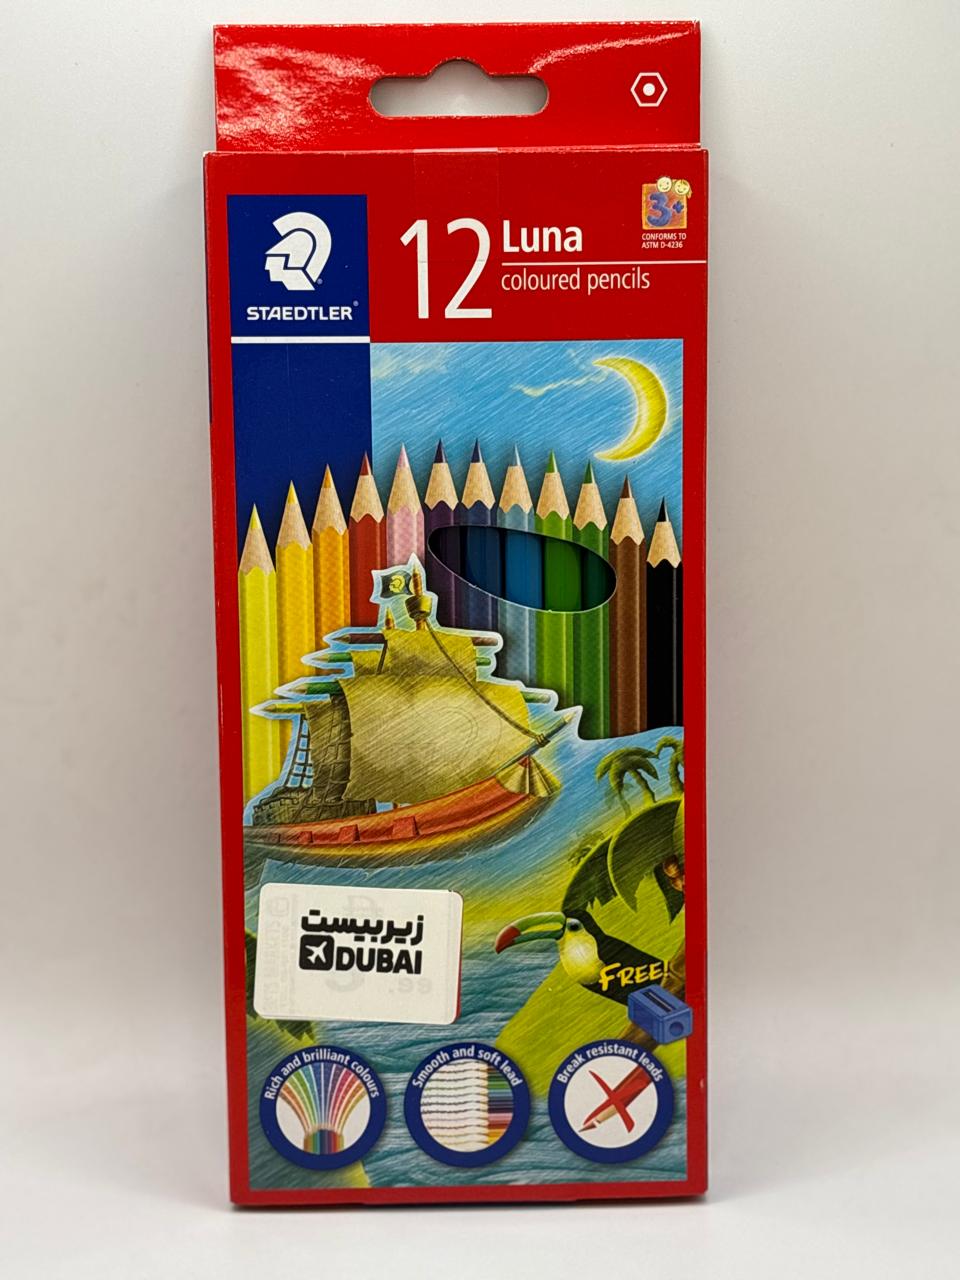 STAEDTLER®
12
Luna
coloured pencils
3+
CONFORMS TO
ASTM D-4236
زیربیست
DUBAI
FREE!
Rich and brilliant colours
Smooth and soft lead
Break resistant leads